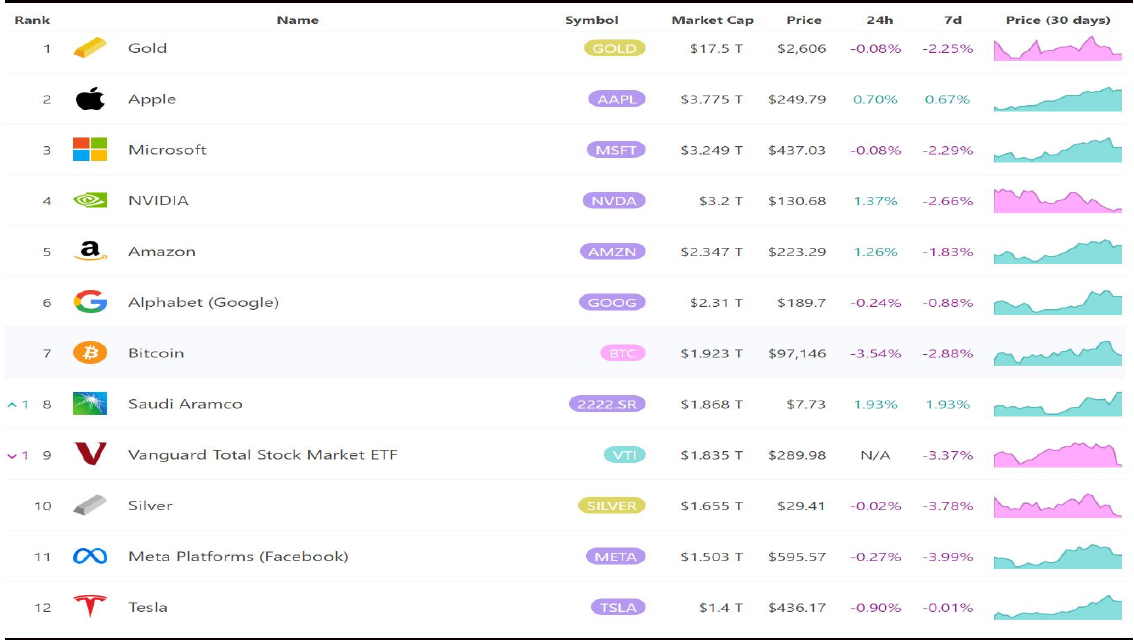 Rank Name Symbol Market Cap Price 24h 7d Price (30 days)
1 Gold GOLD $17.5 T $2,606 -0.08% -2.25%
2 Apple AAPL $3.775 T $249.79 0.70% 0.67%
3 Microsoft MSFT $3.249 T $437.03 -0.08% -2.29%
4 NVIDIA NVDA $3.2 T $130.68 1.37% -2.66%
5 a Amazon AMZN $2.347 T $223.29 1.26% -1.83%
6 G Alphabet (Google) GOOG $2.31 T $189.7 -0.24% -0.88%
7 Bitcoin BTC $1.923 T $97,146 -3.54% -2.88%
1 8 Saudi Aramco 2222.SR $1.868 T $7.73 1.93% 1.93%
1 9 Vanguard Total Stock Market ETF VTI $1.835 T $289.98 N/A -3.37%
10 Silver SILVER $1.655 T $29.41 -0.02% -3.78%
11 Meta Platforms (Facebook) META $1.503 T $595.57 -0.27% -3.99%
12 Tesla TSLA $1.4 T $436.17 -0.90% -0.01%